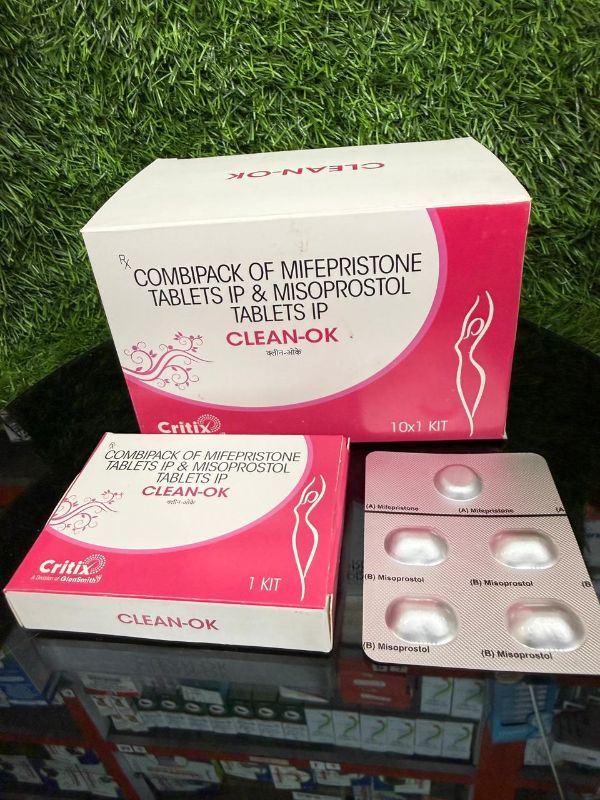 CLEAN-OK
Rx
COMBIPACK OF MIFEPRISTONE
TABLETS IP & MISOPROSTOL
TABLETS IP
CLEAN-OK
क्लीन-ओके
Critix
10x1 KIT
Rx
COMBIPACK OF MIFEPRISTONE
TABLETS IP & MISOPROSTOL
TABLETS IP
CLEAN-OK
क्लीन-ओके
Critix
A Division of GlenSmith
1 KIT
CLEAN-OK
(A) Mifepristone (A) Mifepristone (A
(B) Misoprostol (B) Misoprostol (B
(B) Misoprostol (B) Misoprostol